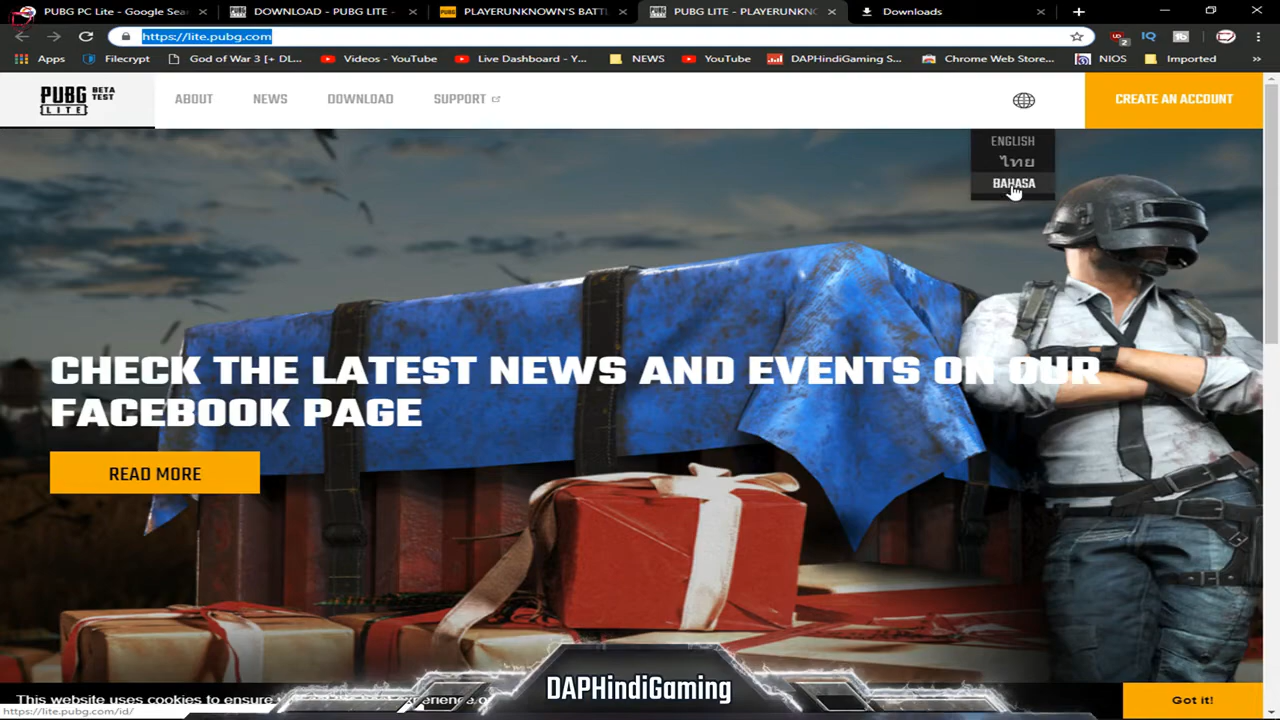 PUBG PC Lite - Google Sea
DOWNLOAD - PUBG LITE -
PLAYERUNKNOWN'S BATTL
PUBG LITE - PLAYERUNKNO
Downloads
https://lite.pubg.com
Apps
Filecrypt
God of War 3 [+ DL...
Videos - YouTube
Live Dashboard - Y...
NEWS
YouTube
DAPHindiGaming S...
Chrome Web Store...
NIOS
Imported
»
PUBG LITE BETA TEST
ABOUT
NEWS
DOWNLOAD
SUPPORT
CREATE AN ACCOUNT
ENGLISH
ไทย
BAHASA
CHECK THE LATEST NEWS AND EVENTS ON OUR
FACEBOOK PAGE
READ MORE
DAPHindiGaming
This website uses cookies to ensure
Got it!
https://lite.pubg.com/id/